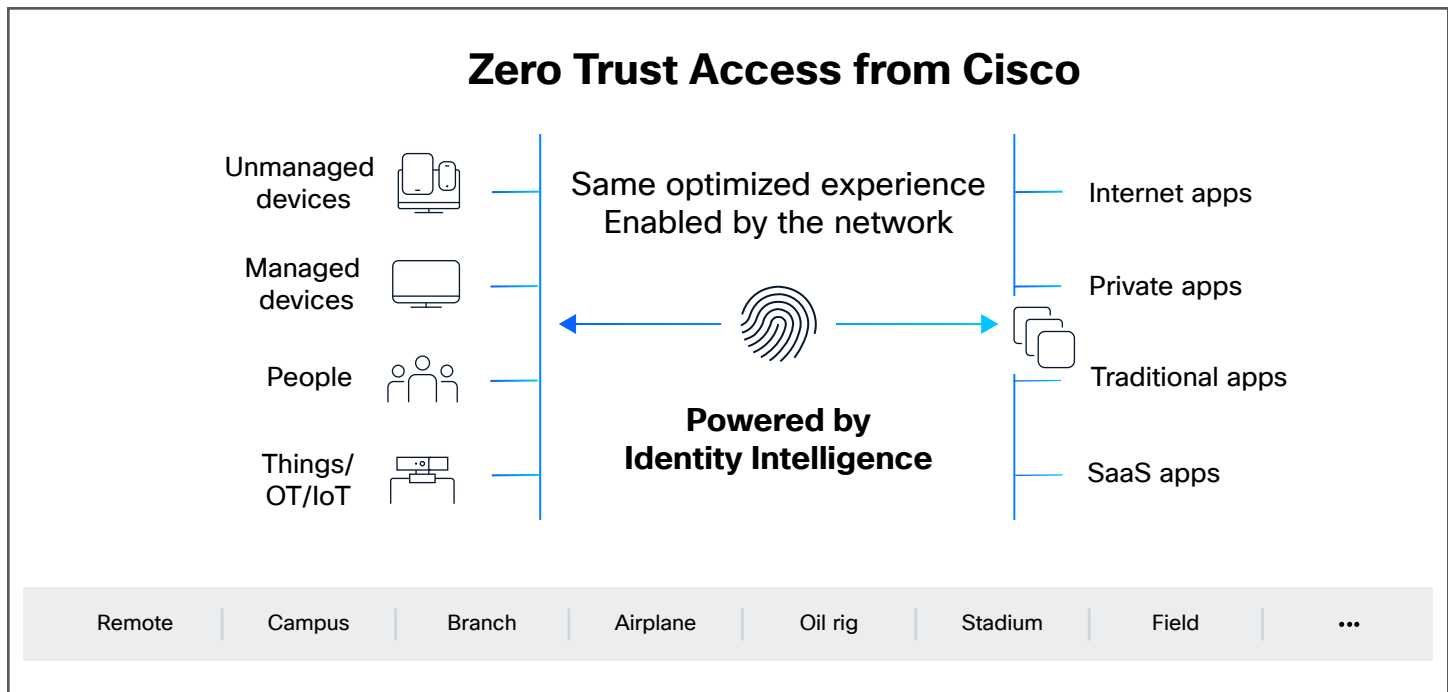 Zero Trust Access from Cisco
Unmanaged
devices
Managed
devices
People
Things/
OT/IoT
Same optimized experience
Enabled by the network
Powered by
Identity Intelligence
Internet apps
Private apps
Traditional apps
SaaS apps
Remote
Campus
Branch
Airplane
Oil rig
Stadium
Field
...